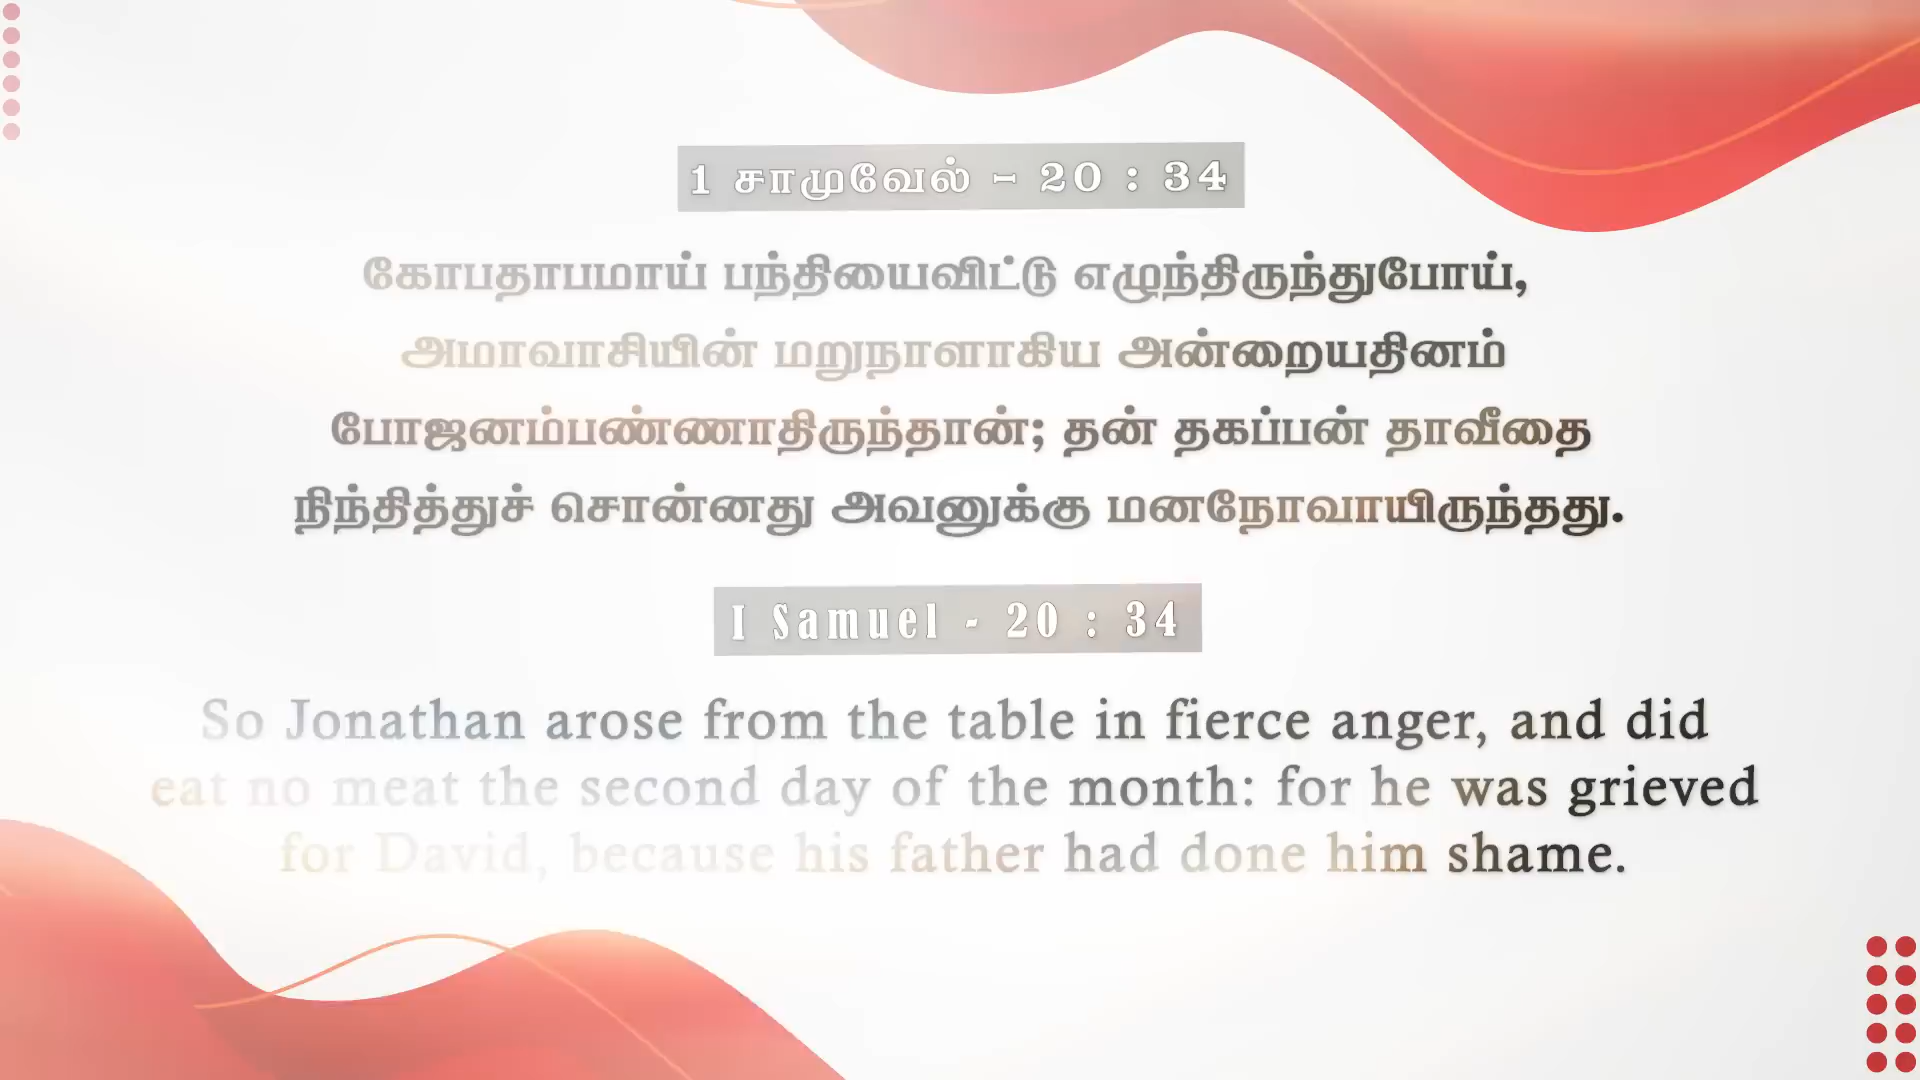 1 சாமுவேல் - 20 : 34
கோபதாபமாய் பந்தியைவிட்டு எழுந்திருந்துபோய்,
அமாவாசியின் மறுநாளாகிய அன்றையதினம்
போஜனம்பண்ணாதிருந்தான்; தன் தகப்பன் தாவீதை
நிந்தித்துச் சொன்னது அவனுக்கு மனநோவாயிருந்தது.
I Samuel - 20 : 34
So Jonathan arose from the table in fierce anger, and did
eat no meat the second day of the month: for he was grieved
for David, because his father had done him shame.